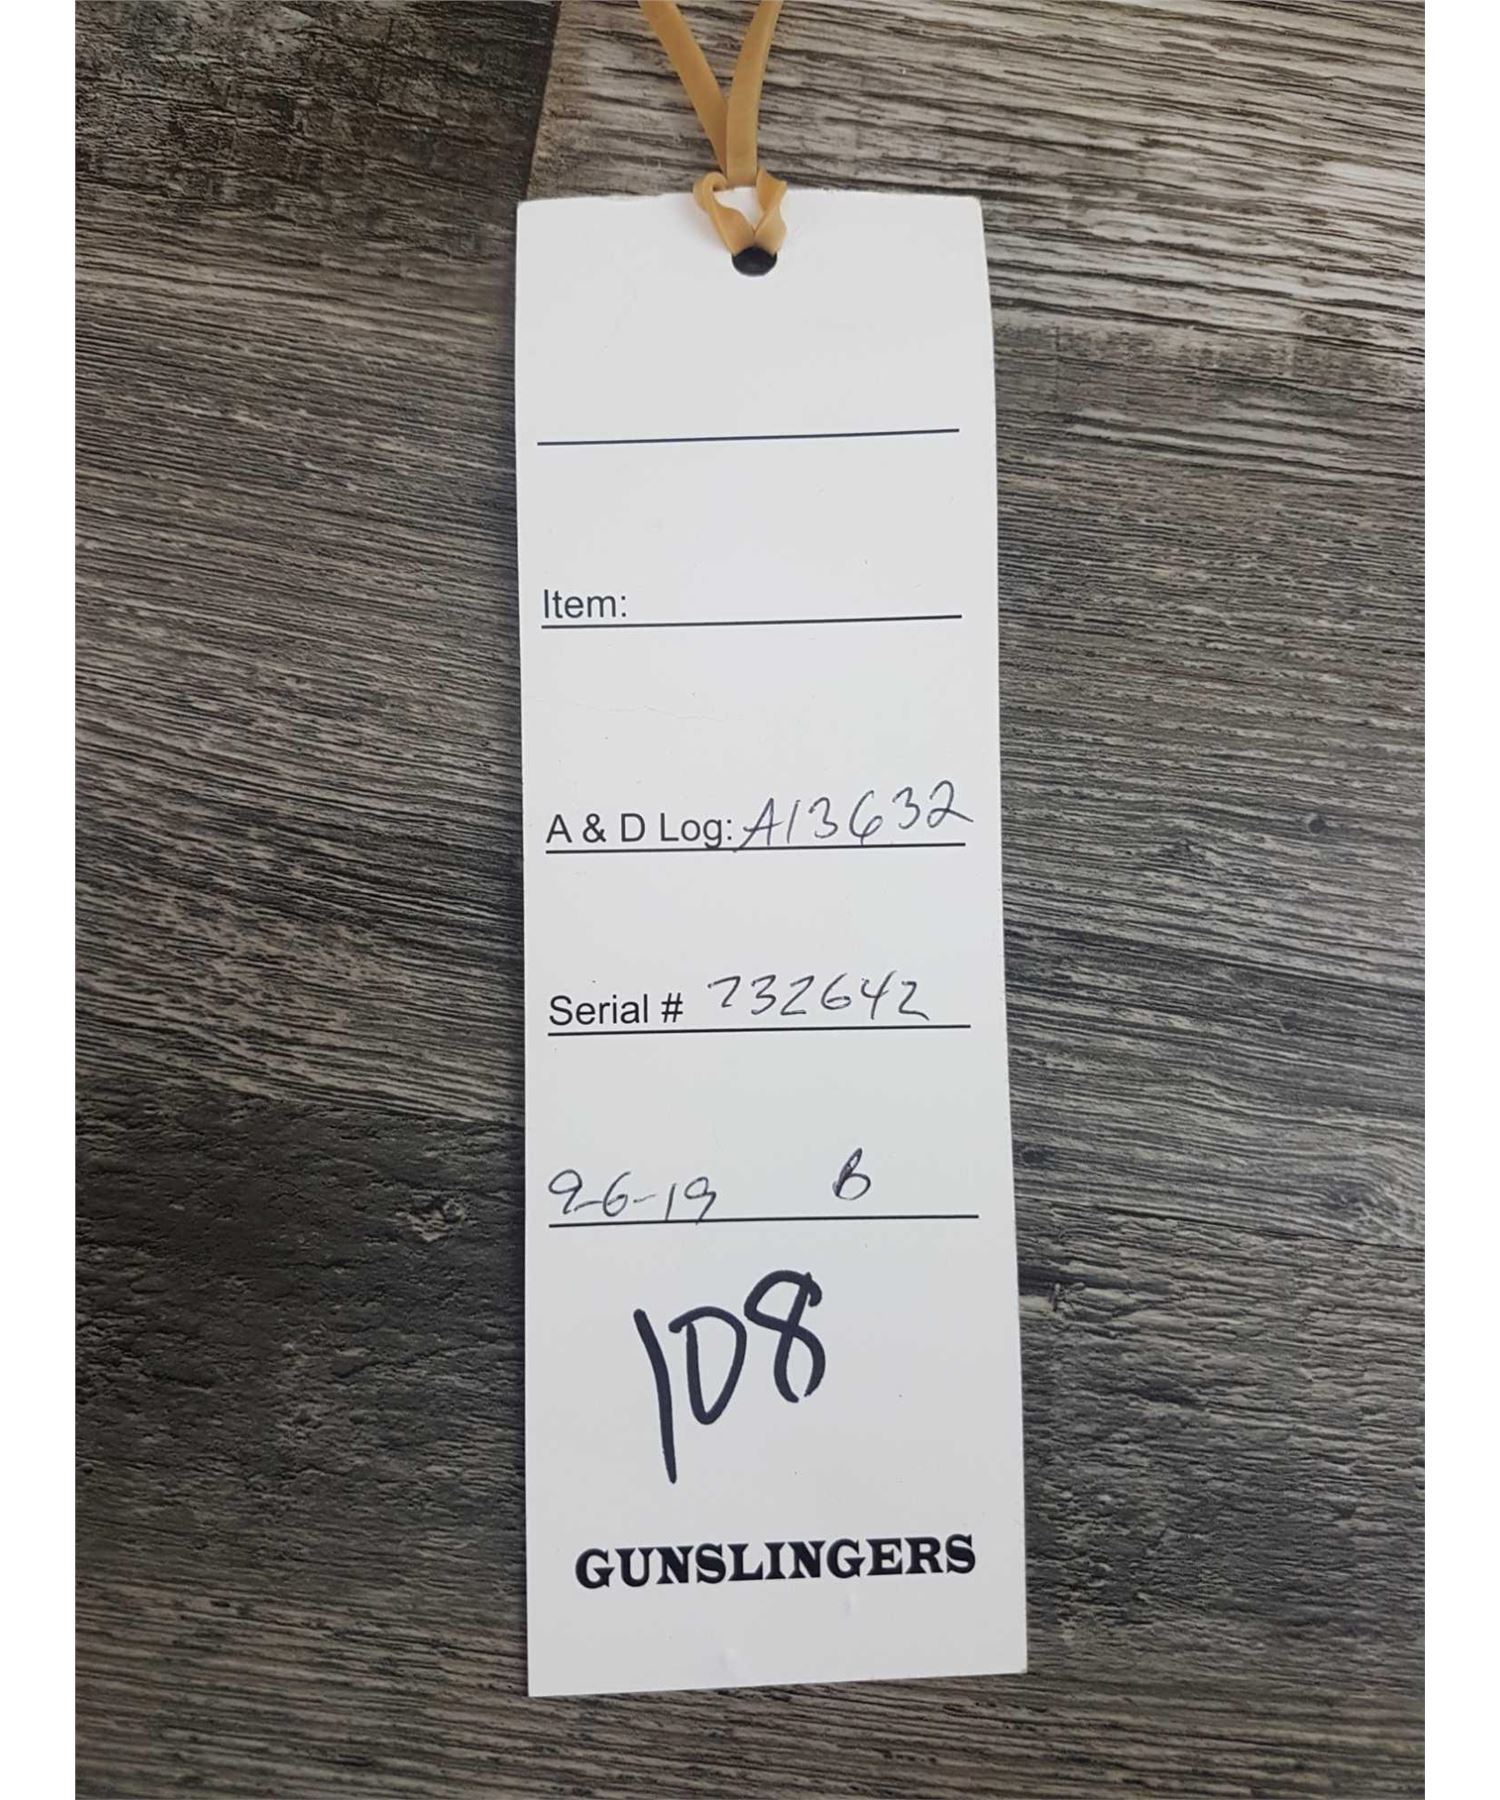 Item:
A & D Log: A13632
Serial # 732642
9-6-19 B
108
GUNSLINGERS